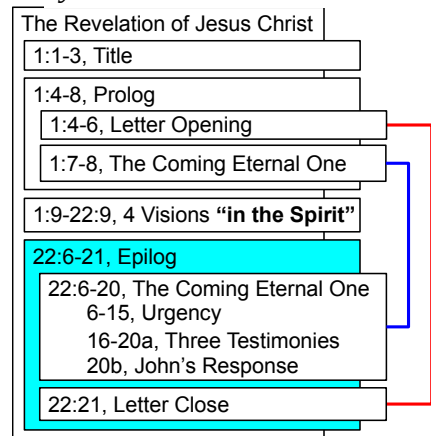 The Revelation of Jesus Christ
1:1-3, Title
1:4-8, Prolog
1:4-6, Letter Opening
1:7-8, The Coming Eternal One
1:9-22:9, 4 Visions “in the Spirit”
22:6-21, Epilog
22:6-20, The Coming Eternal One
6-15, Urgency
16-20a, Three Testimonies
20b, John’s Response
22:21, Letter Close